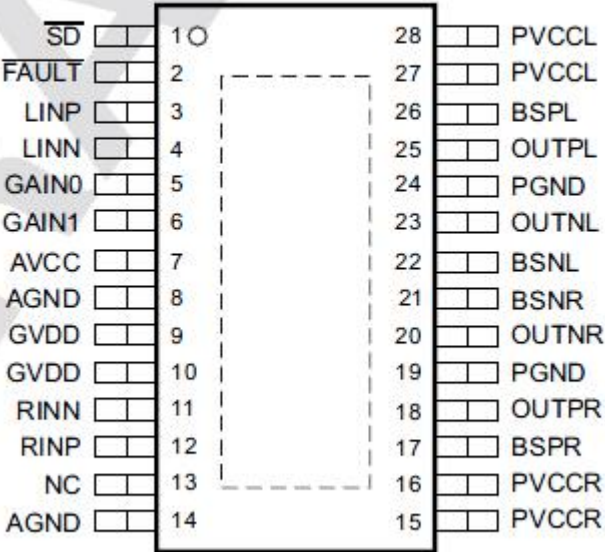 SD 1 28 PVCCL
FAULT 2 27 PVCCL
LINP 3 26 BSPL
LINN 4 25 OUTPL
GAIN0 5 24 PGND
GAIN1 6 23 OUTNL
AVCC 7 22 BSNL
AGND 8 21 BSNR
GVDD 9 20 OUTNR
GVDD 10 19 PGND
RINN 11 18 OUTPR
RINP 12 17 BSPR
NC 13 16 PVCCR
AGND 14 15 PVCCR